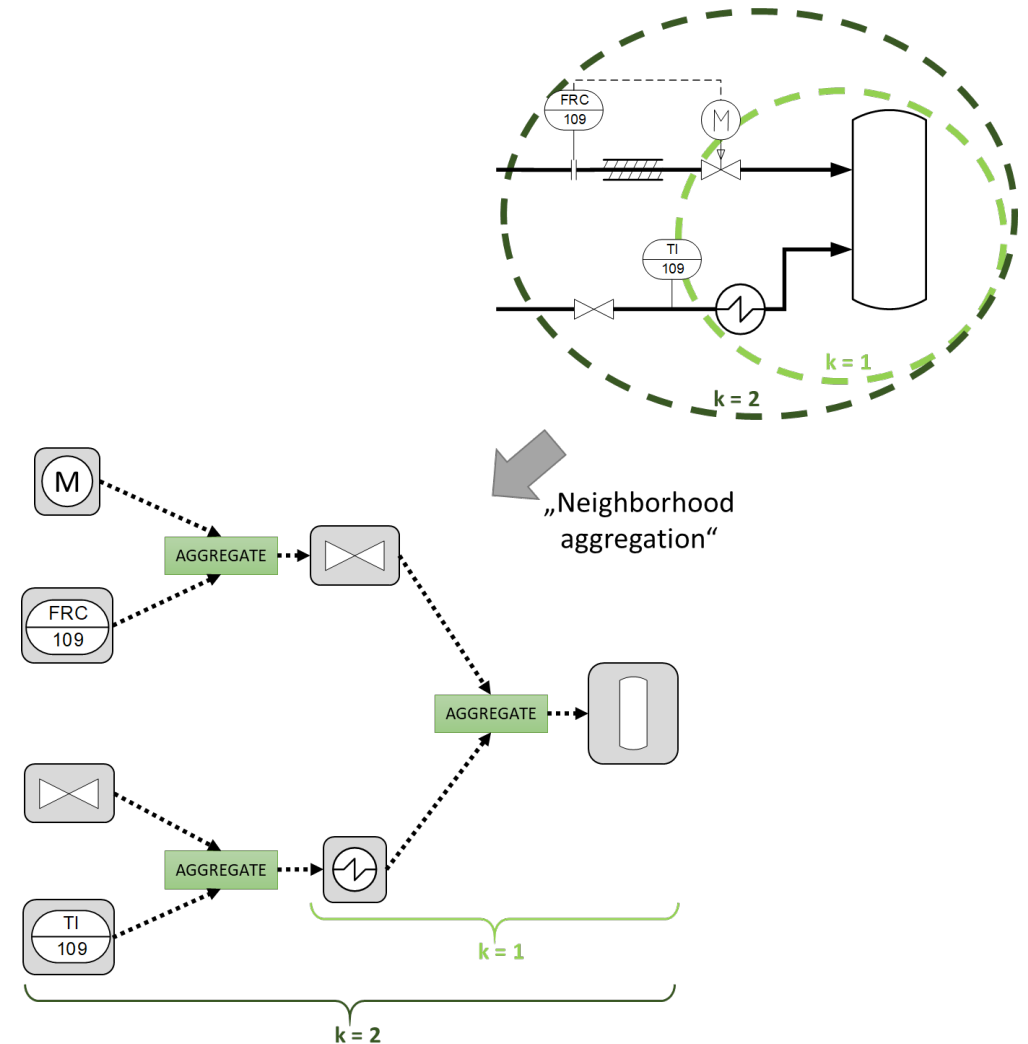 FRC
109
M
TI
109
k = 1
k = 2
„Neighborhood
aggregation“
M
AGGREGATE
FRC
109
AGGREGATE
AGGREGATE
TI
109
k = 1
k = 2